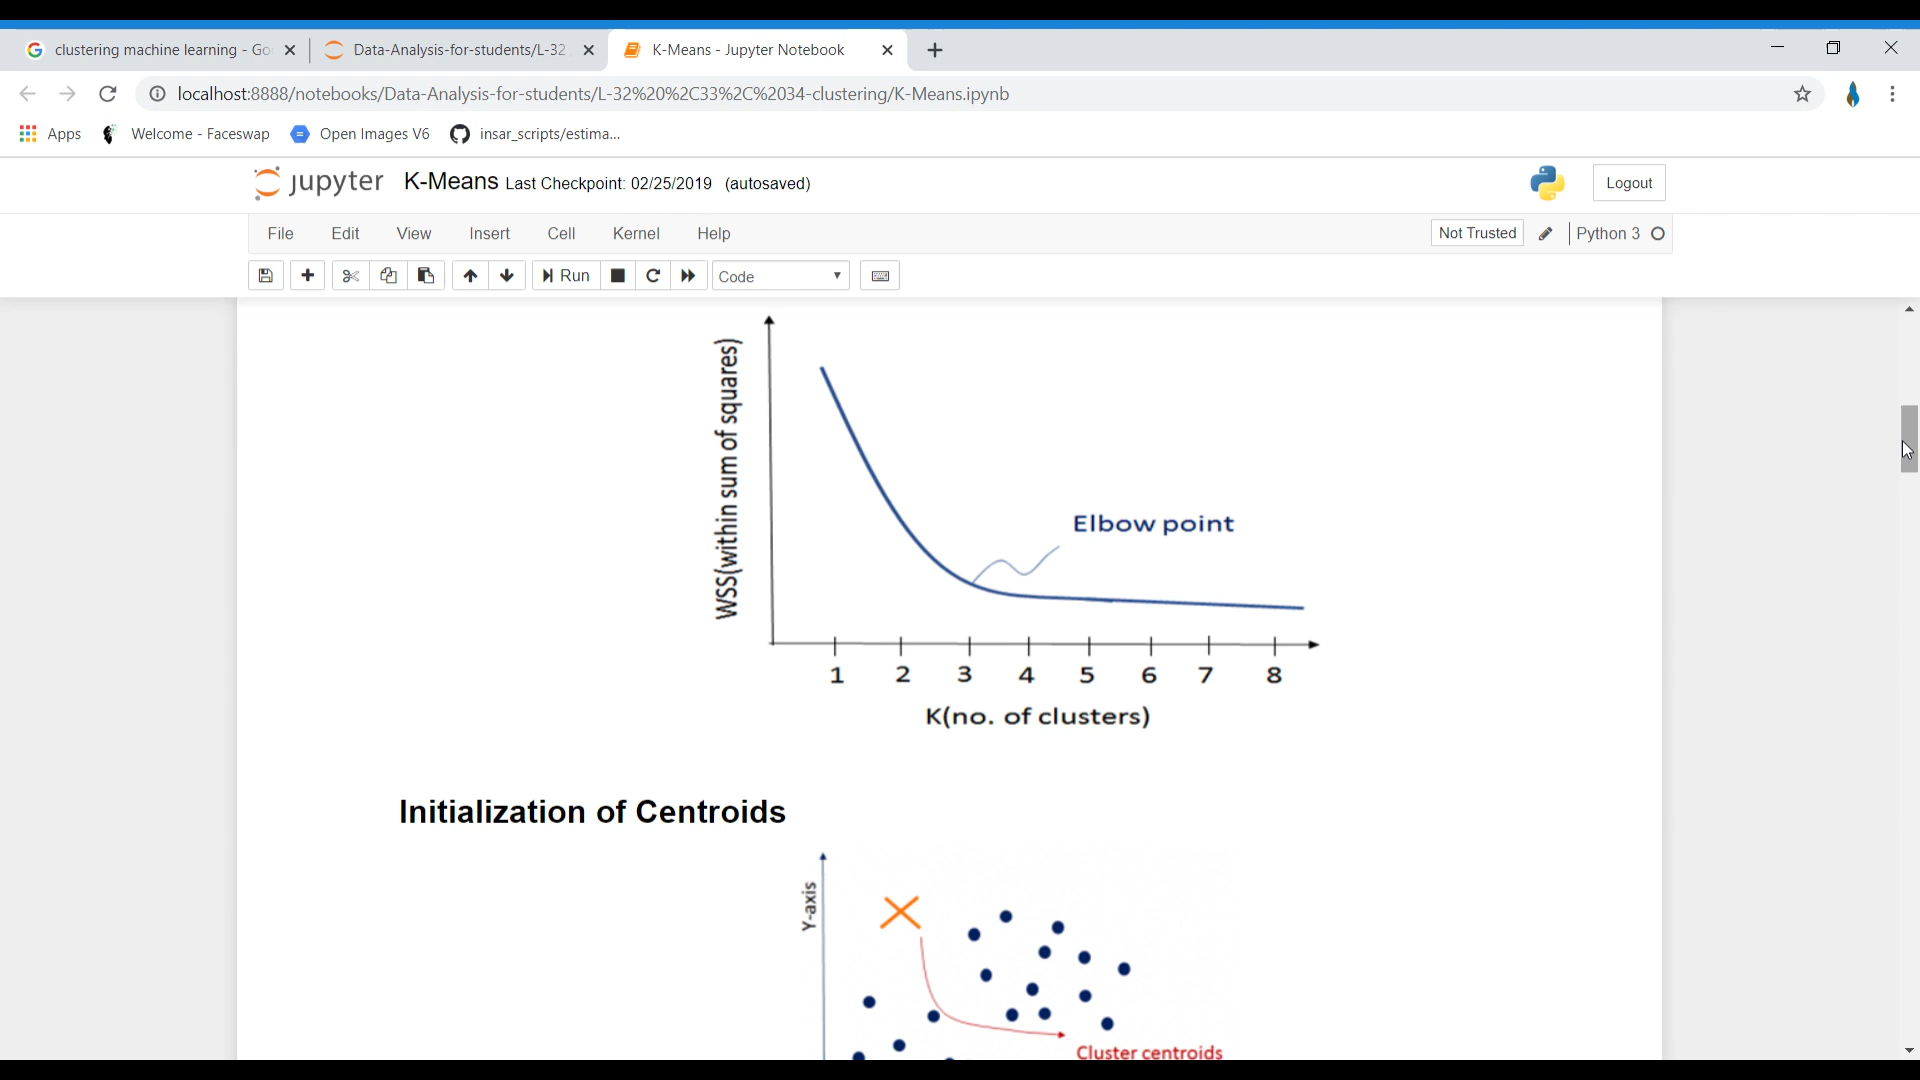 clustering machine learning - Go
Data-Analysis-for-students/L-32
K-Means - Jupyter Notebook
localhost:8888/notebooks/Data-Analysis-for-students/L-32%20%2C33%2C%2034-clustering/K-Means.ipynb
Apps
Welcome - Faceswap
Open Images V6
insar_scripts/estima...
jupyter
K-Means Last Checkpoint: 02/25/2019 (autosaved)
Logout
File Edit View Insert Cell Kernel Help
Not Trusted
Python 3
Run
Code
WSS(within sum of squares)
Elbow point
1 2 3 4 5 6 7 8
K(no. of clusters)
Initialization of Centroids
Y-axis
Cluster centroids